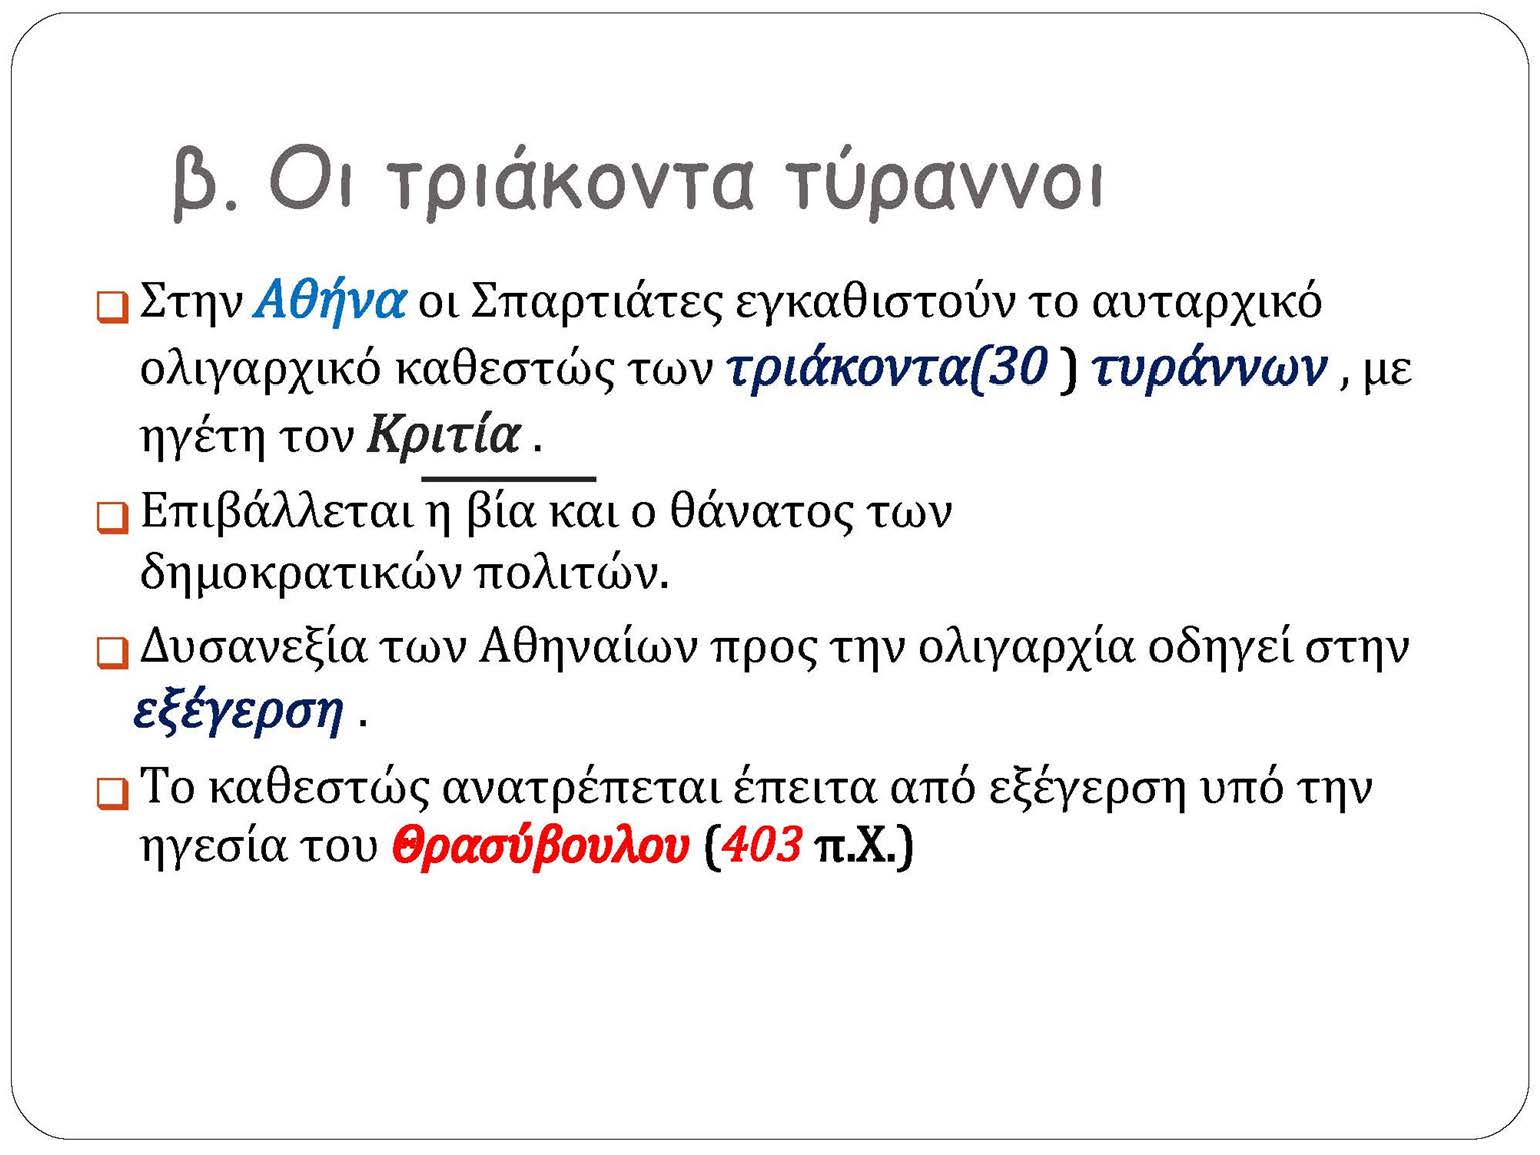 β. Οι τριάκοντα τύραννοι
Στην Αθήνα οι Σπαρτιάτες εγκαθιστούν το αυταρχικό
ολιγαρχικό καθεστώς των τριάκοντα(30 ) τυράννων , με
ηγέτη τον Κριτία .
Επιβάλλεται η βία και ο θάνατος των
δημοκρατικών πολιτών.
Δυσανεξία των Αθηναίων προς την ολιγαρχία οδηγεί στην
εξέγερση .
Το καθεστώς ανατρέπεται έπειτα από εξέγερση υπό την
ηγεσία του Θρασύβουλου (403 π.Χ.)